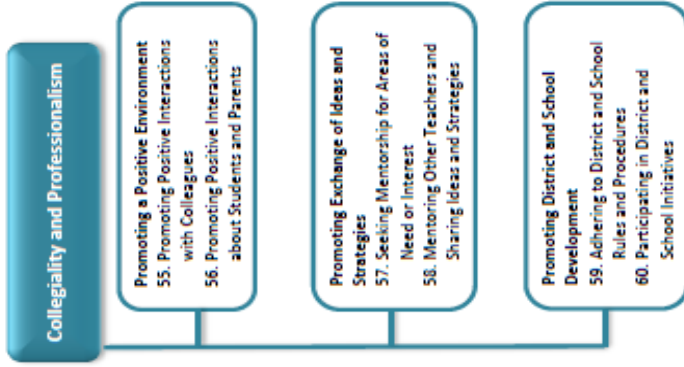 Collegiality and Professionalism
Promoting a Positive Environment
55. Promoting Positive Interactions
with Colleagues
56. Promoting Positive Interactions
about Students and Parents
Promoting Exchange of Ideas and
Strategies
57. Seeking Mentorship for Areas of
Need or Interest
58. Mentoring Other Teachers and
Sharing Ideas and Strategies
Promoting District and School
Development
59. Adhering to District and School
Rules and Procedures
60. Participating in District and
School Initiatives